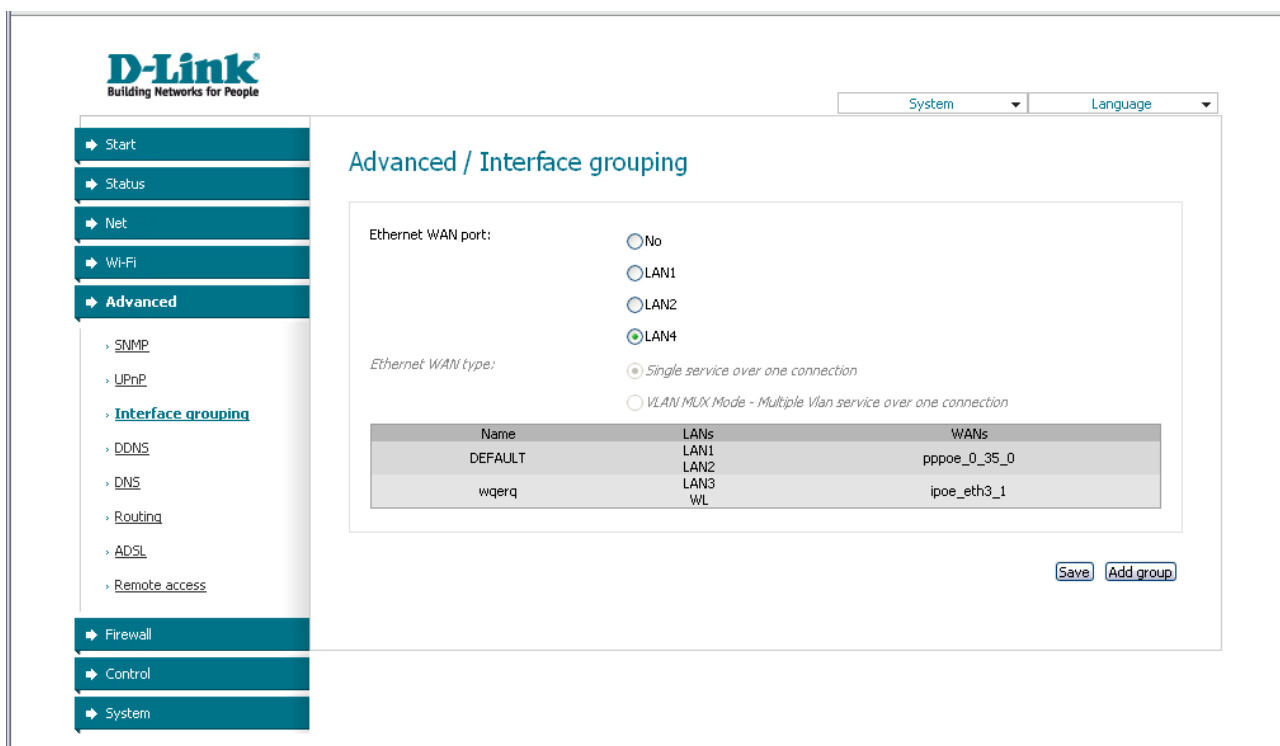 D-Link
Building Networks for People
System Language
Start
Status
Net
Wi-Fi
Advanced
SNMP
UPnP
Interface grouping
DDNS
DNS
Routing
ADSL
Remote access
Firewall
Control
System
Advanced / Interface grouping
Ethernet WAN port:
No
LAN1
LAN2
LAN4
Ethernet WAN type:
Single service over one connection
VLAN MUX Mode - Multiple Vlan service over one connection
Name LANs WANs
DEFAULT LAN1 LAN2 pppoe_0_35_0
wqerq LAN3 WL ipoe_eth3_1
Save Add group